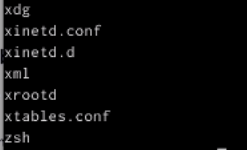 xdg
xinetd.conf
xinetd.d
xml
xrootd
xtables.conf
zsh